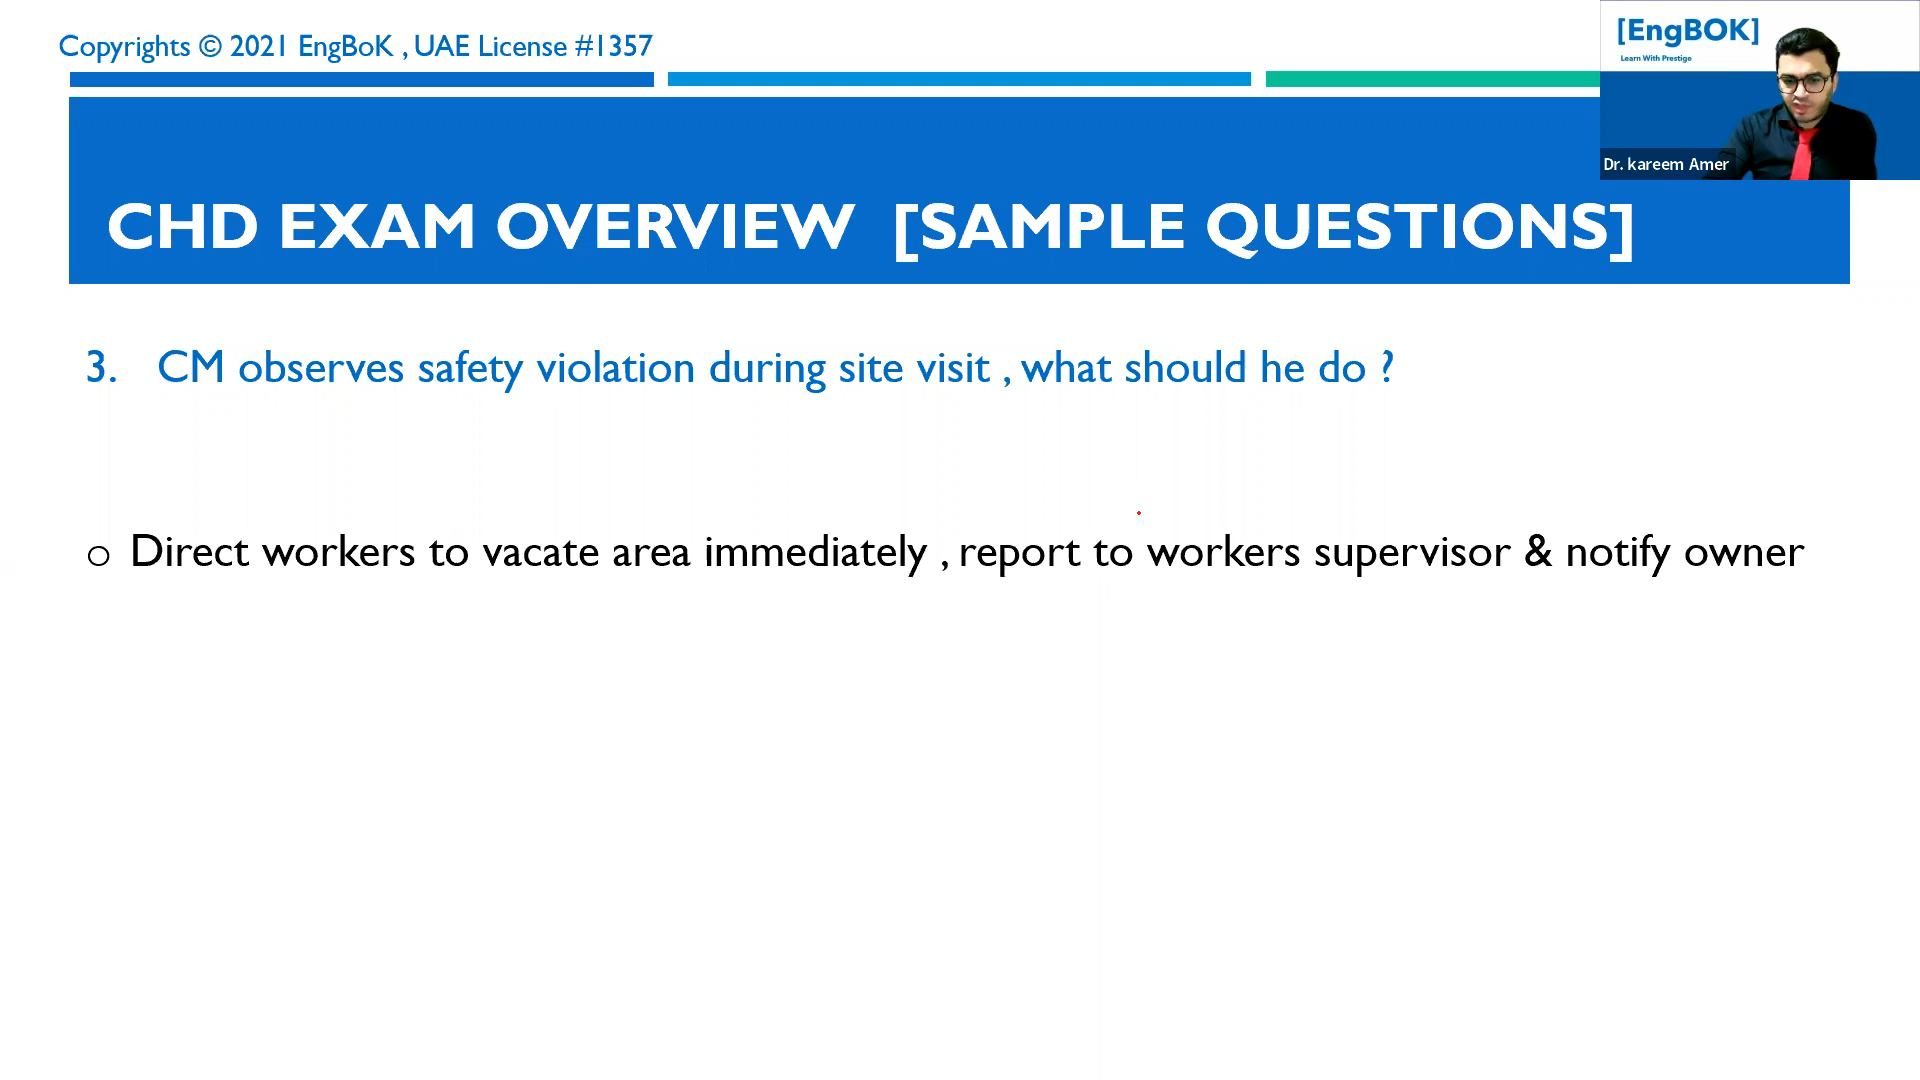 Copyrights © 2021 EngBoK , UAE License #1357
[EngBOK]
Learn With Prestige
Dr. kareem Amer
CHD EXAM OVERVIEW [SAMPLE QUESTIONS]
3. CM observes safety violation during site visit , what should he do ?
o Direct workers to vacate area immediately , report to workers supervisor & notify owner